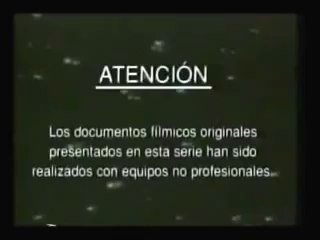 ATENCIÓN
Los documentos fílmicos originales
presentados en esta serie han sido
realizados con equipos no profesionales.